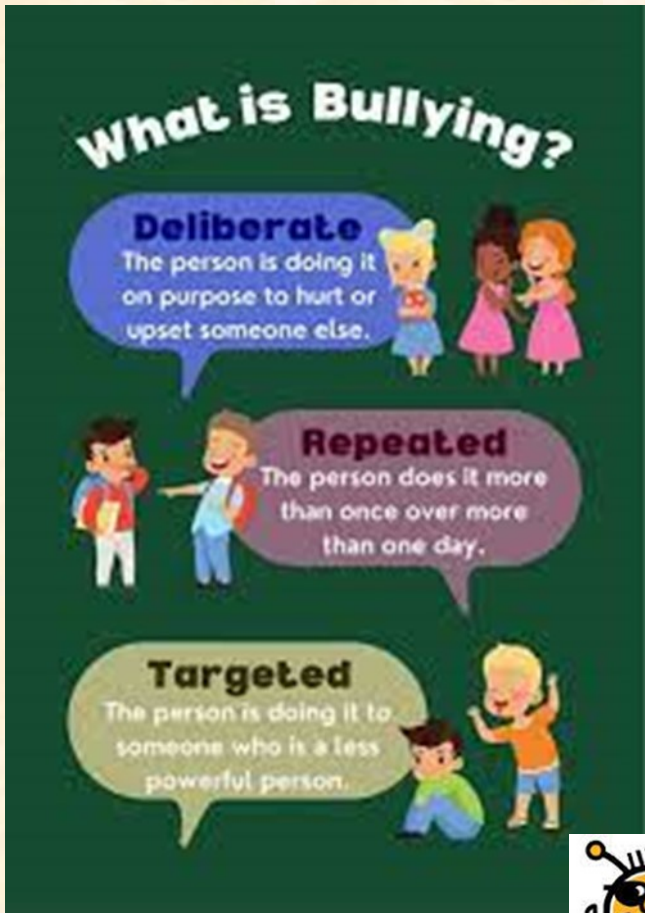 What is Bullying?
Deliberate
The person is doing it
on purpose to hurt or
upset someone else.
Repeated
The person does it more
than once over more
than one day.
Targeted
The person is doing it to
someone who is a less
powerful person.